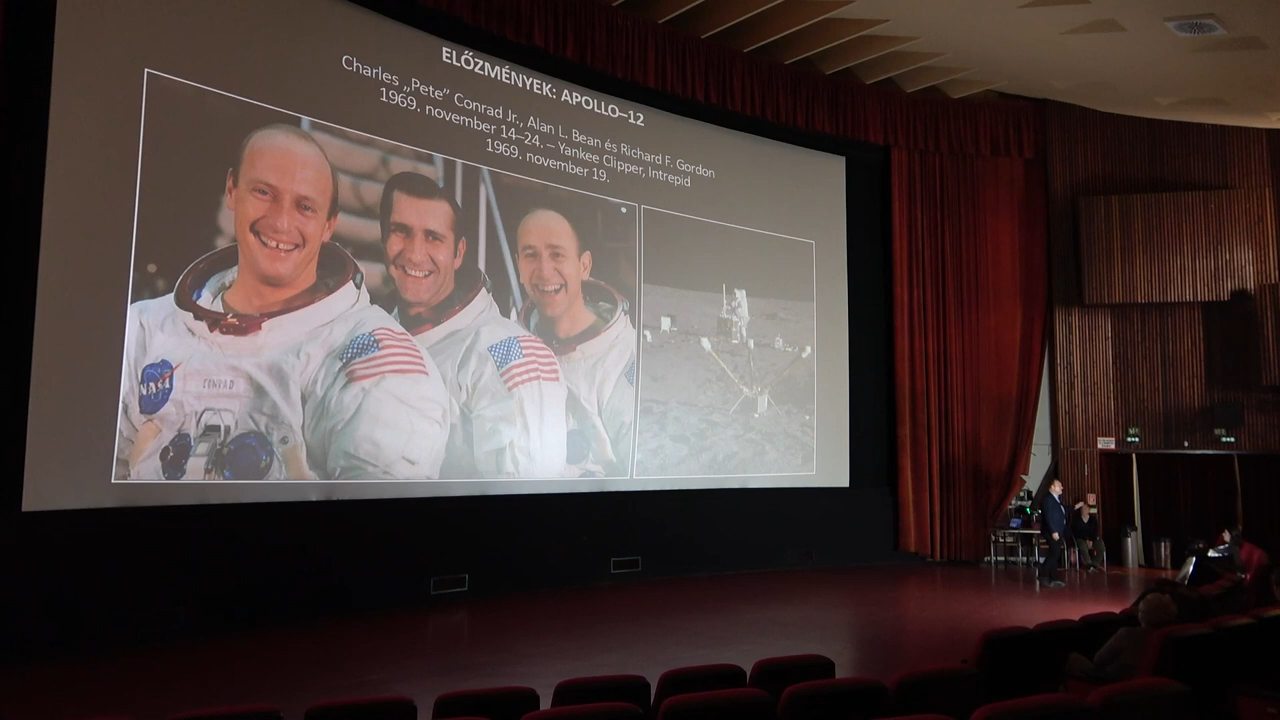 ELŐZMÉNYEK: APOLLO–12
Charles „Pete” Conrad Jr., Alan L. Bean és Richard F. Gordon
1969. november 14–24. – Yankee Clipper, Intrepid
1969. november 19.
NASA
CONRAD